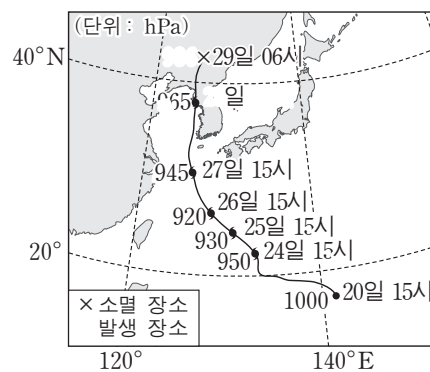 (단위 : hPa)
40°N
×29일 06시
965
일
945
27일 15시
26일 15시
920
25일 15시
930
24일 15시
950
20°
1000
20일 15시
× 소멸 장소
발생 장소
120°
140°E